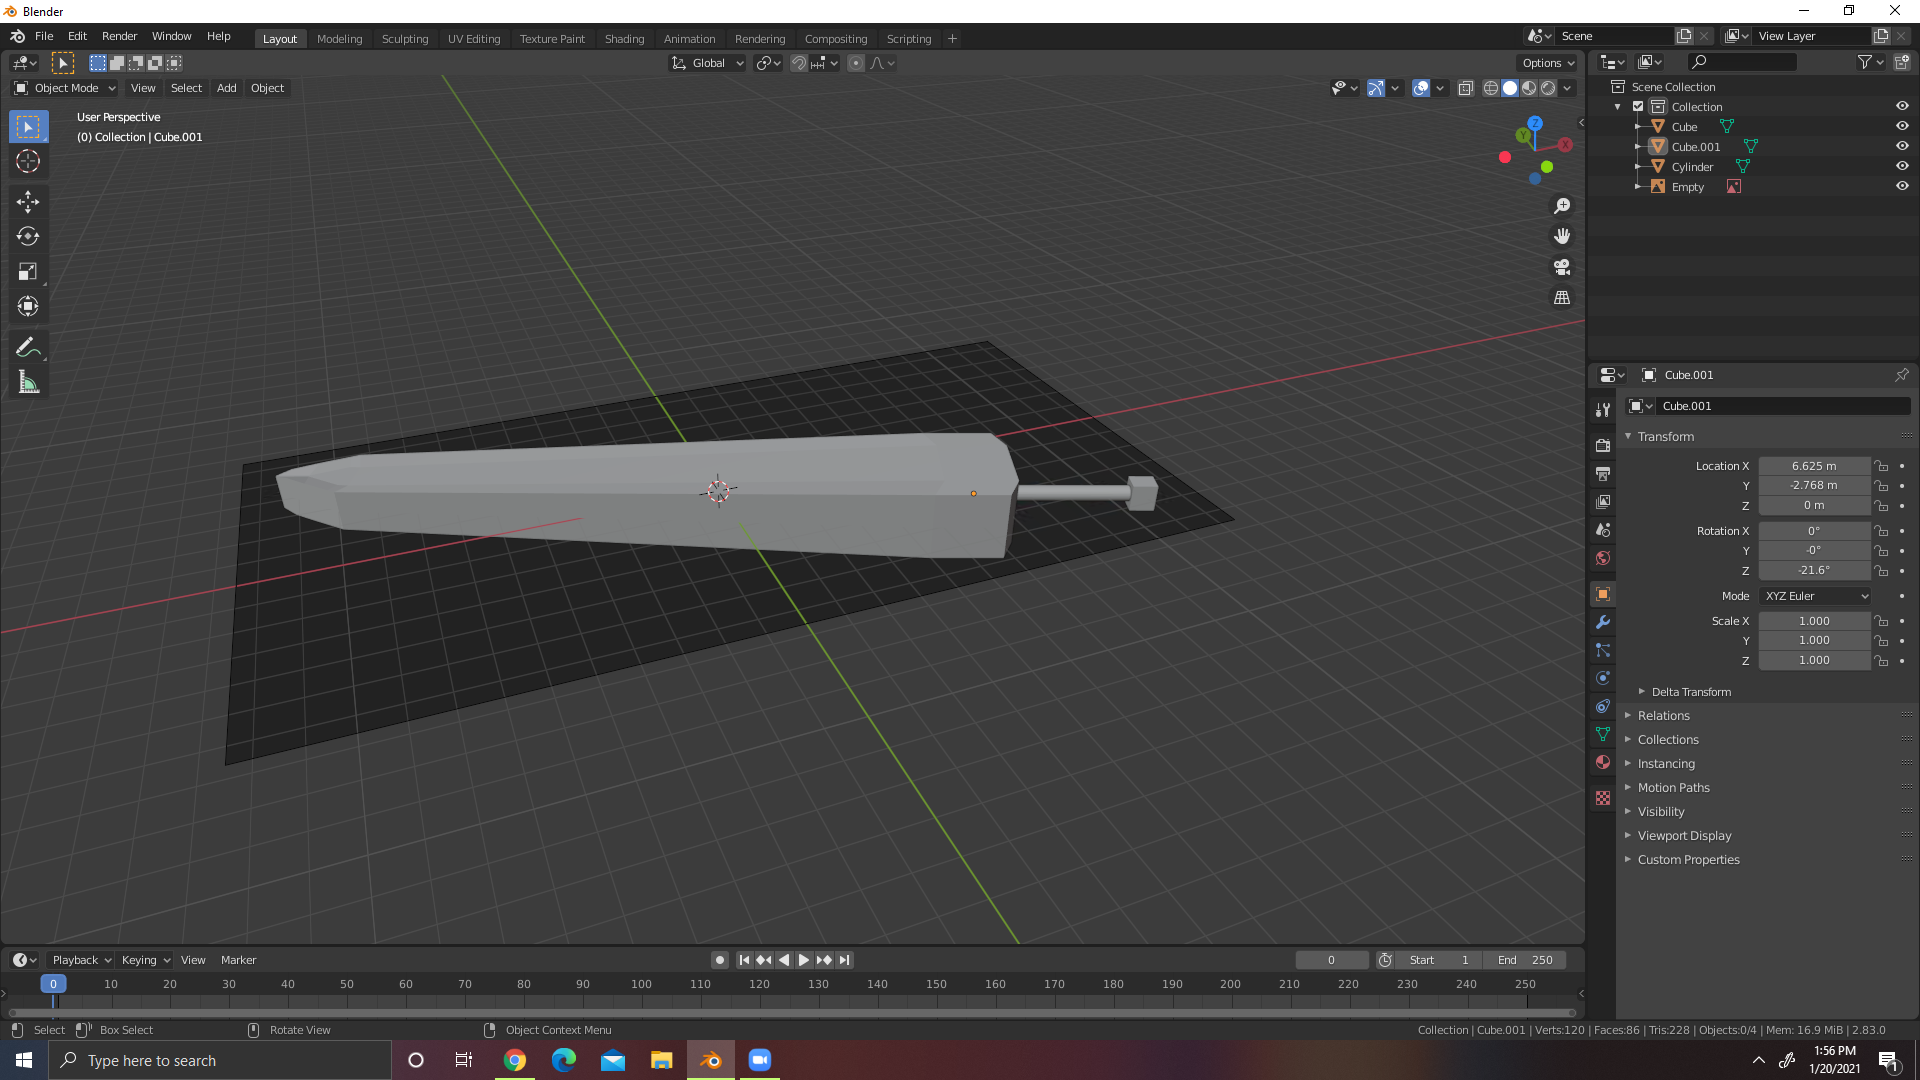 Blender
File Edit Render Window Help Layout Modeling Sculpting UV Editing Texture Paint Shading Animation Rendering Compositing Scripting + Scene View Layer
Global Options
Object Mode View Select Add Object
User Perspective
(0) Collection | Cube.001
Z
Y
X
Scene Collection
Collection
Cube
Cube.001
Cylinder
Empty
Cube.001
Cube.001
Transform
Location X 6.625 m
Y -2.768 m
Z 0 m
Rotation X 0°
Y -0°
Z -21.6°
Mode XYZ Euler
Scale X 1.000
Y 1.000
Z 1.000
Delta Transform
Relations
Collections
Instancing
Motion Paths
Visibility
Viewport Display
Custom Properties
Playback Keying View Marker 0 Start 1 End 250
0 10 20 30 40 50 60 70 80 90 100 110 120 130 140 150 160 170 180 190 200 210 220 230 240 250
Select Box Select Rotate View Object Context Menu Collection | Cube.001 | Verts:120 | Faces:86 | Tris:228 | Objects:0/4 | Mem: 16.9 MiB | 2.83.0
Type here to search
1:56 PM
1/20/2021
1